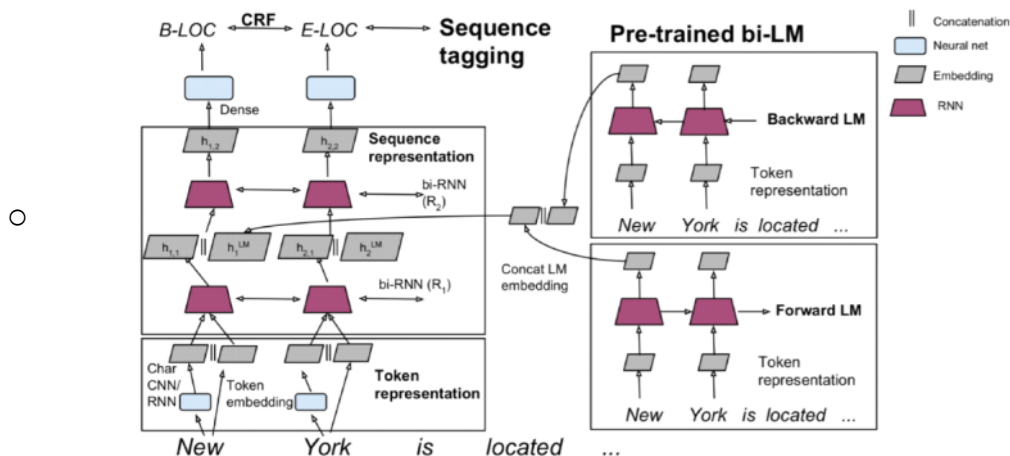 B-LOC CRF E-LOC Sequence tagging
Dense
h1,2 h2,2 Sequence representation
bi-RNN (R2)
h1,1 || h1LM h2,1 || h2LM
bi-RNN (R1)
|| ||
Char CNN/ RNN Token embedding Token representation
New York is located ...
Concat LM embedding
||
Pre-trained bi-LM
Backward LM
Token representation
New York is located ...
Forward LM
Token representation
New York is located ...
|| Concatenation
Neural net
Embedding
RNN